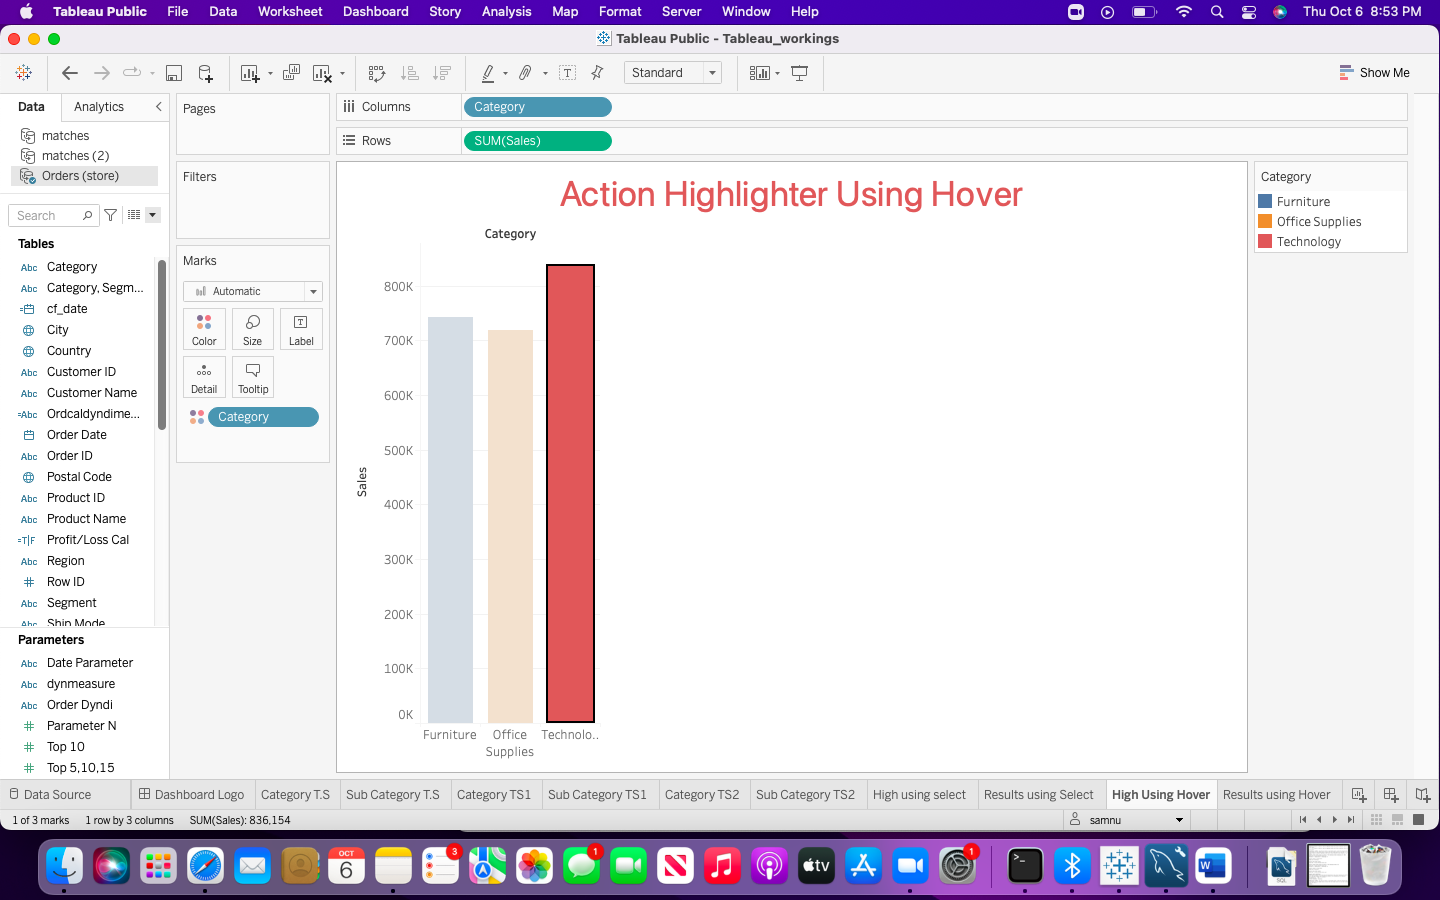 Tableau Public File Data Worksheet Dashboard Story Analysis Map Format Server Window Help Thu Oct 6 8:53 PM
Tableau Public - Tableau_workings
Standard Show Me
Data Analytics
matches
matches (2)
Orders (store)
Search
Tables
Abc Category
Abc Category, Segm...
cf_date
City
Country
Abc Customer ID
Abc Customer Name
=Abc Ordcaldyndime...
Order Date
Abc Order ID
Postal Code
Abc Product ID
Abc Product Name
=T|F Profit/Loss Cal
Abc Region
# Row ID
Abc Segment
Abc Ship Mode
Parameters
Abc Date Parameter
Abc dynmeasure
Abc Order Dyndi
# Parameter N
# Top 10
# Top 5,10,15
Pages
Filters
Marks
Automatic
Color Size Label
Detail Tooltip
Category
Columns Category
Rows SUM(Sales)
Action Highlighter Using Hover
Category
Sales
800K
700K
600K
500K
400K
300K
200K
100K
0K
Furniture Office Supplies Technolo..
Category
Furniture
Office Supplies
Technology
Data Source Dashboard Logo Category T.S Sub Category T.S Category TS1 Sub Category TS1 Category TS2 Sub Category TS2 High using select Results using Select High Using Hover Results using Hover
1 of 3 marks 1 row by 3 columns SUM(Sales): 836,154 samnu
OCT
6
3
1
tv
1
>_
W
SQL